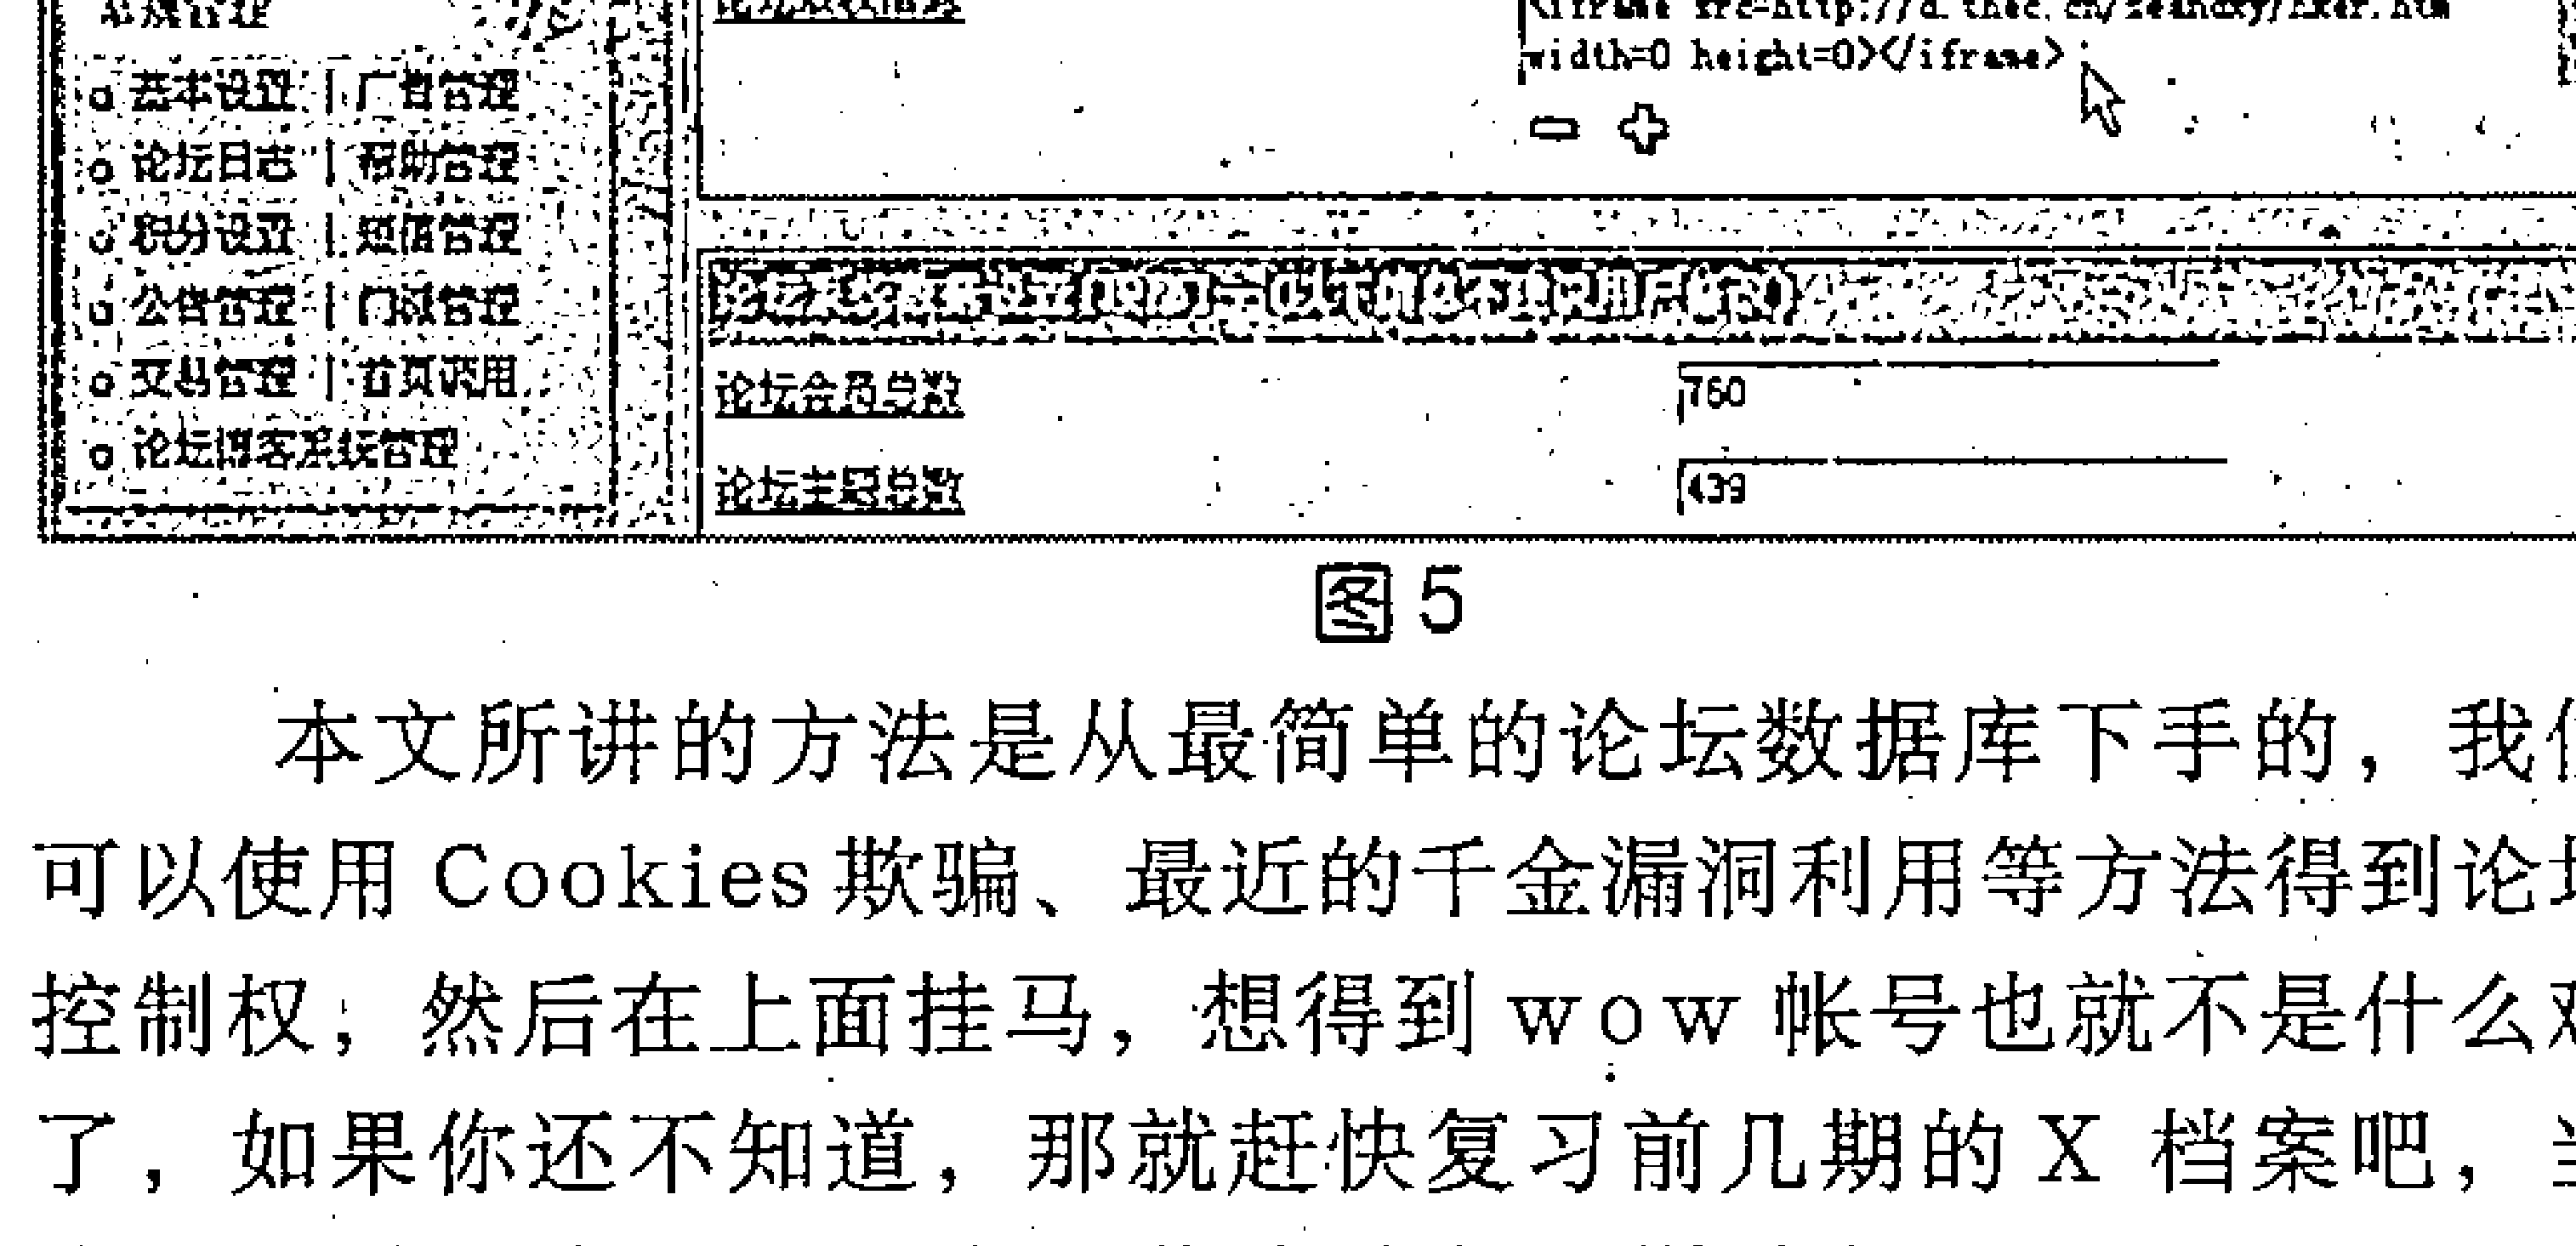 width=0 height=0></iframe>
基本设置 | 广告管理
论坛日志 | 帮助管理
积分设置 | 短信管理
公告管理 | 门派管理
交易管理 | 首页调用
论坛博客系统管理
论坛会员总数 760
论坛主题总数 439
图5
本文所讲的方法是从最简单的论坛数据库下手的，我
可以使用Cookies欺骗、最近的千金漏洞利用等方法得到论
控制权，然后在上面挂马，想得到wow帐号也就不是什么
了，如果你还不知道，那就赶快复习前几期的X 档案吧，